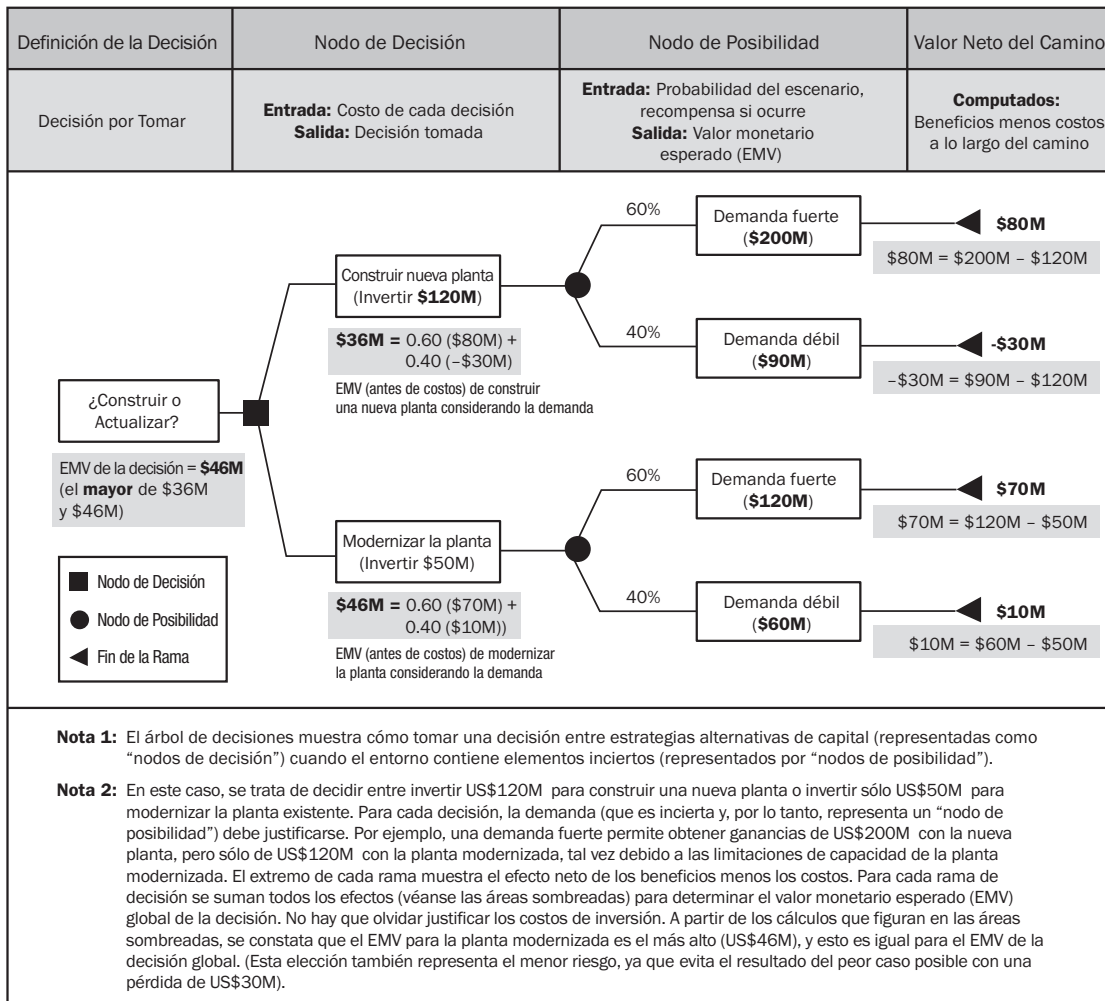 Definición de la Decisión
Nodo de Decisión
Nodo de Posibilidad
Valor Neto del Camino
Decisión por Tomar
Entrada: Costo de cada decisión
Salida: Decisión tomada
Entrada: Probabilidad del escenario,
recompensa si ocurre
Salida: Valor monetario
esperado (EMV)
Computados:
Beneficios menos costos
a lo largo del camino
¿Construir o
Actualizar?
EMV de la decisión = $46M
(el mayor de $36M
y $46M)
Construir nueva planta
(Invertir $120M)
$36M = 0.60 ($80M) +
0.40 (–$30M)
EMV (antes de costos) de construir
una nueva planta considerando la demanda
60%
Demanda fuerte
($200M)
$80M
$80M = $200M – $120M
40%
Demanda débil
($90M)
-$30M
–$30M = $90M – $120M
Modernizar la planta
(Invertir $50M)
$46M = 0.60 ($70M) +
0.40 ($10M))
EMV (antes de costos) de modernizar
la planta considerando la demanda
60%
Demanda fuerte
($120M)
$70M
$70M = $120M – $50M
40%
Demanda débil
($60M)
$10M
$10M = $60M – $50M
Nodo de Decisión
Nodo de Posibilidad
Fin de la Rama
Nota 1: El árbol de decisiones muestra cómo tomar una decisión entre estrategias alternativas de capital (representadas como
“nodos de decisión”) cuando el entorno contiene elementos inciertos (representados por “nodos de posibilidad”).
Nota 2: En este caso, se trata de decidir entre invertir US$120M para construir una nueva planta o invertir sólo US$50M para
modernizar la planta existente. Para cada decisión, la demanda (que es incierta y, por lo tanto, representa un “nodo de
posibilidad”) debe justificarse. Por ejemplo, una demanda fuerte permite obtener ganancias de US$200M con la nueva
planta, pero sólo de US$120M con la planta modernizada, tal vez debido a las limitaciones de capacidad de la planta
modernizada. El extremo de cada rama muestra el efecto neto de los beneficios menos los costos. Para cada rama de
decisión se suman todos los efectos (véanse las áreas sombreadas) para determinar el valor monetario esperado (EMV)
global de la decisión. No hay que olvidar justificar los costos de inversión. A partir de los cálculos que figuran en las áreas
sombreadas, se constata que el EMV para la planta modernizada es el más alto (US$46M), y esto es igual para el EMV de la
decisión global. (Esta elección también representa el menor riesgo, ya que evita el resultado del peor caso posible con una
pérdida de US$30M).